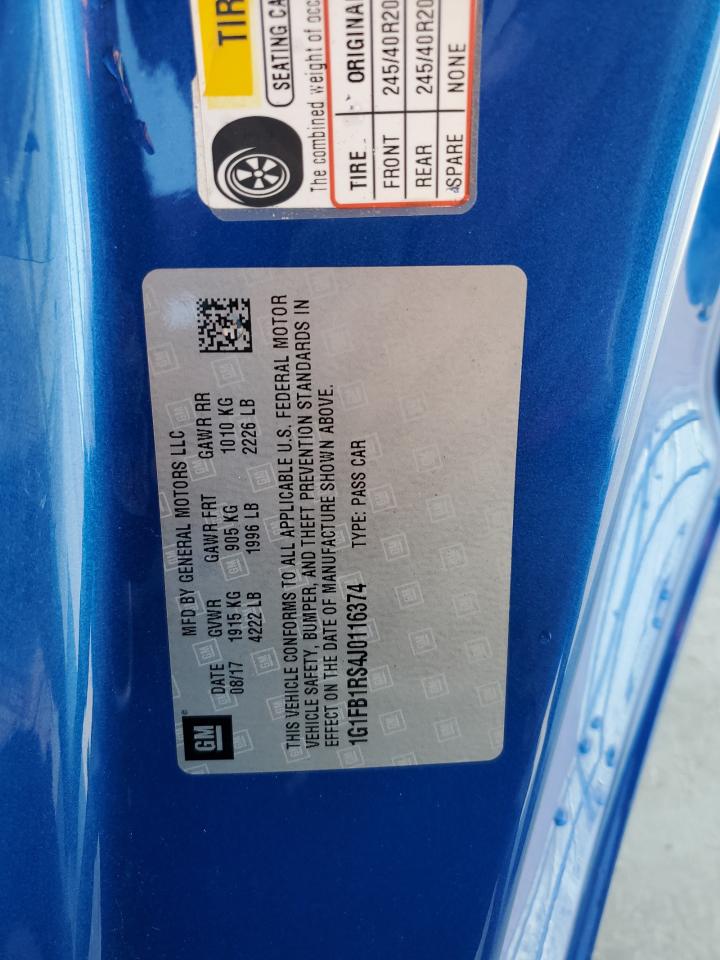 TIR
SEATING CA
The combined weight of occ
TIRE ORIGINA
FRONT 245/40R20
REAR 245/40R20
SPARE NONE
MFD BY GENERAL MOTORS LLC
DATE GVWR GAWR FRT GAWR RR
08/17 1915 KG 905 KG 1010 KG
4222 LB 1996 LB 2226 LB
GM
THIS VEHICLE CONFORMS TO ALL APPLICABLE U.S. FEDERAL MOTOR
VEHICLE SAFETY, BUMPER, AND THEFT PREVENTION STANDARDS IN
EFFECT ON THE DATE OF MANUFACTURE SHOWN ABOVE.
1G1FB1RS4J0116374 TYPE: PASS CAR